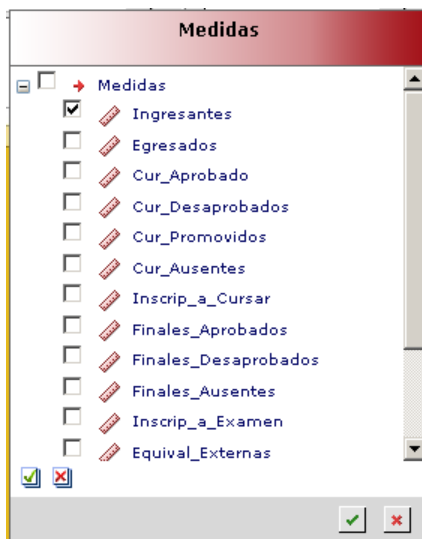 Medidas
Medidas
Ingresantes
Egresados
Cur_Aprobado
Cur_Desaprobados
Cur_Promovidos
Cur_Ausentes
Inscrip_a_Cursar
Finales_Aprobados
Finales_Desaprobados
Finales_Ausentes
Inscrip_a_Examen
Equival_Externas